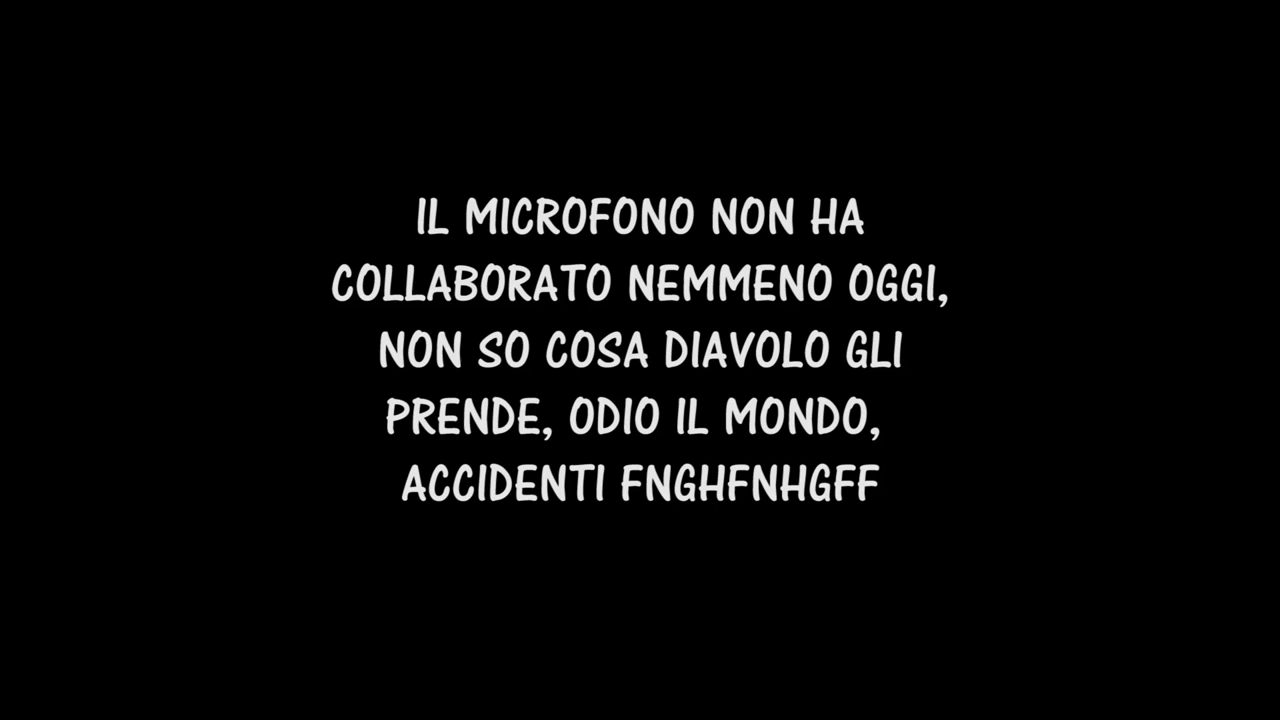 IL MICROFONO NON HA
COLLABORATO NEMMENO OGGI,
NON SO COSA DIAVOLO GLI
PRENDE, ODIO IL MONDO,
ACCIDENTI FNGHFNHGFF